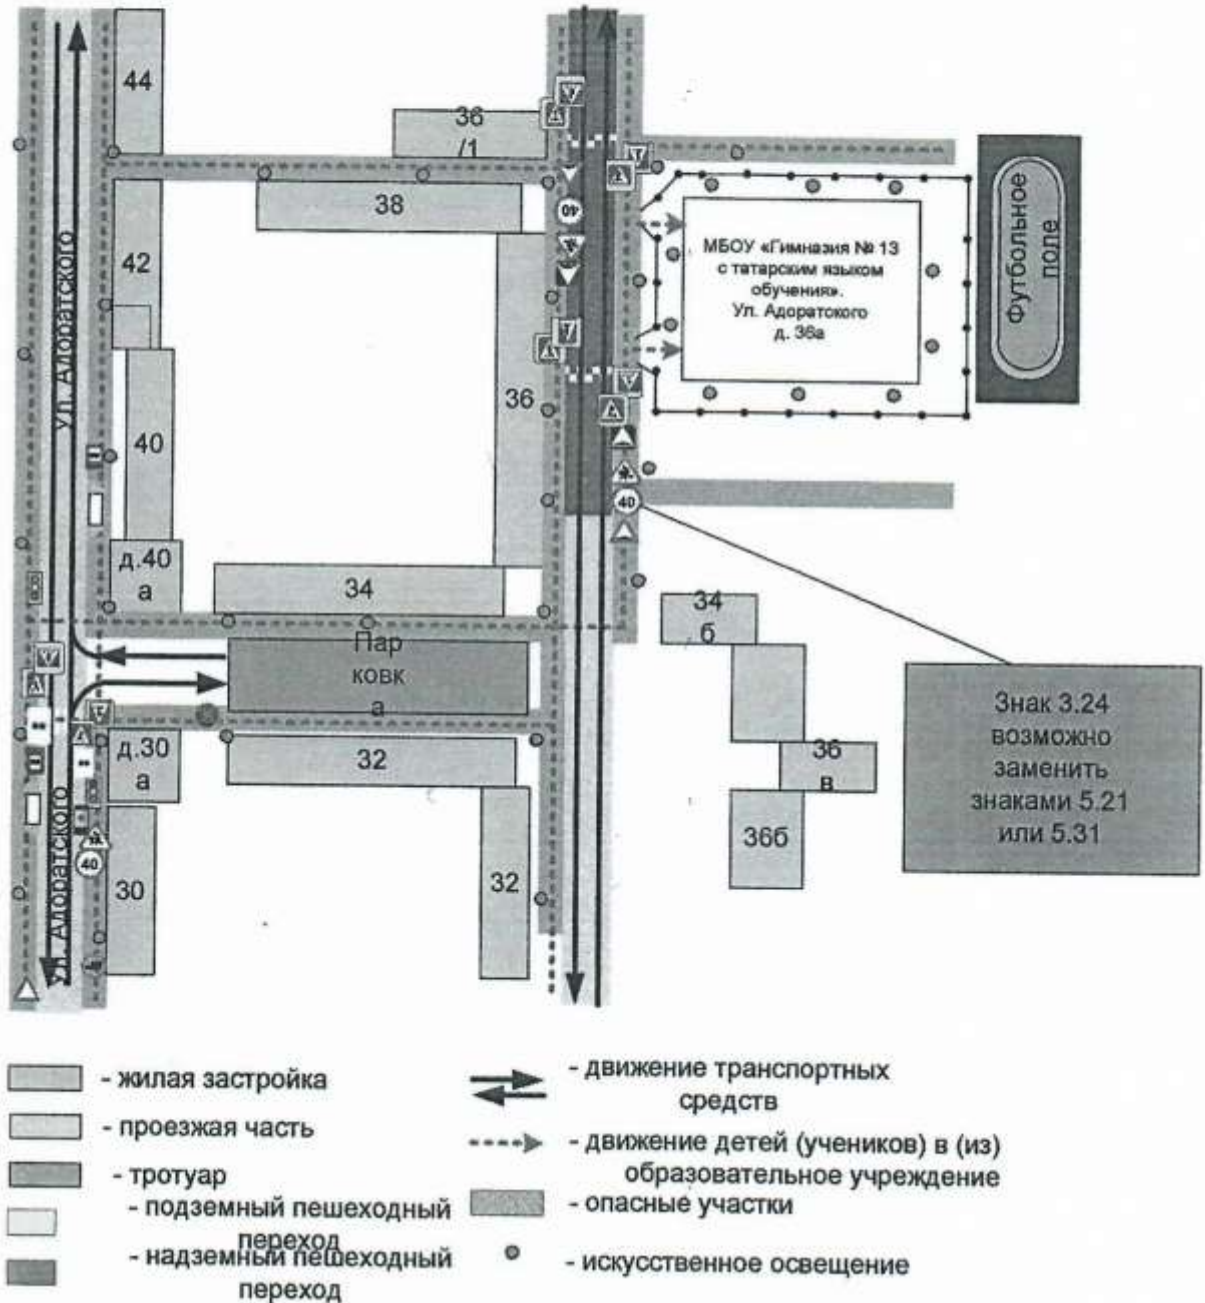 44
36
/1
38
42
Ул. Адоратского
40
МБОУ «Гимназия № 13
с татарским языком
обучения».
Ул. Адоратского
д. 36а
Футбольное
поле
36
40
40
д.40
а
34
34
б
Пар
ковк
а
д.30
а
32
36
в
36б
Знак 3.24
возможно
заменить
знаками 5.21
или 5.31
Ул. Адоратского
40
30
32
- жилая застройка
- проезжая часть
- тротуар
- подземный пешеходный
переход
- надземный пешеходный
переход
- движение транспортных
средств
- движение детей (учеников) в (из)
образовательное учреждение
- опасные участки
- искусственное освещение